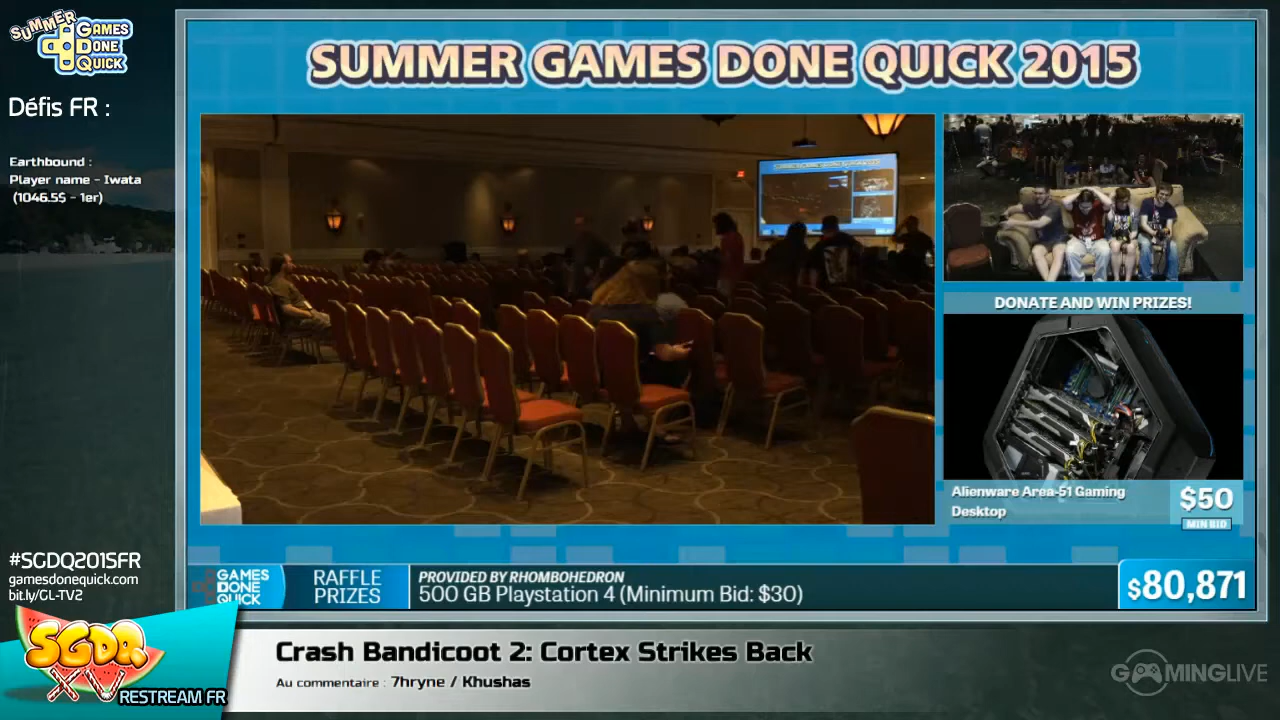 SUMMER
GAMES
DONE
QUICK
Défis FR :
Earthbound :
Player name - Iwata
(1046.5$ - 1er)
#SGDQ2015FR
gamesdonequick.com
bit.ly/GL-TV2
SGDQ
XV
RESTREAM FR
SUMMER GAMES DONE QUICK 2015
DONATE AND WIN PRIZES!
Alienware Area-51 Gaming
Desktop
$50
MIN BID
GAMES
DONE
QUICK
RAFFLE
PRIZES
PROVIDED BY RHOMBOHEDRON
500 GB Playstation 4 (Minimum Bid: $30)
$80,871
Crash Bandicoot 2: Cortex Strikes Back
Au commentaire : 7hryne / Khushas
GAMINGLIVE